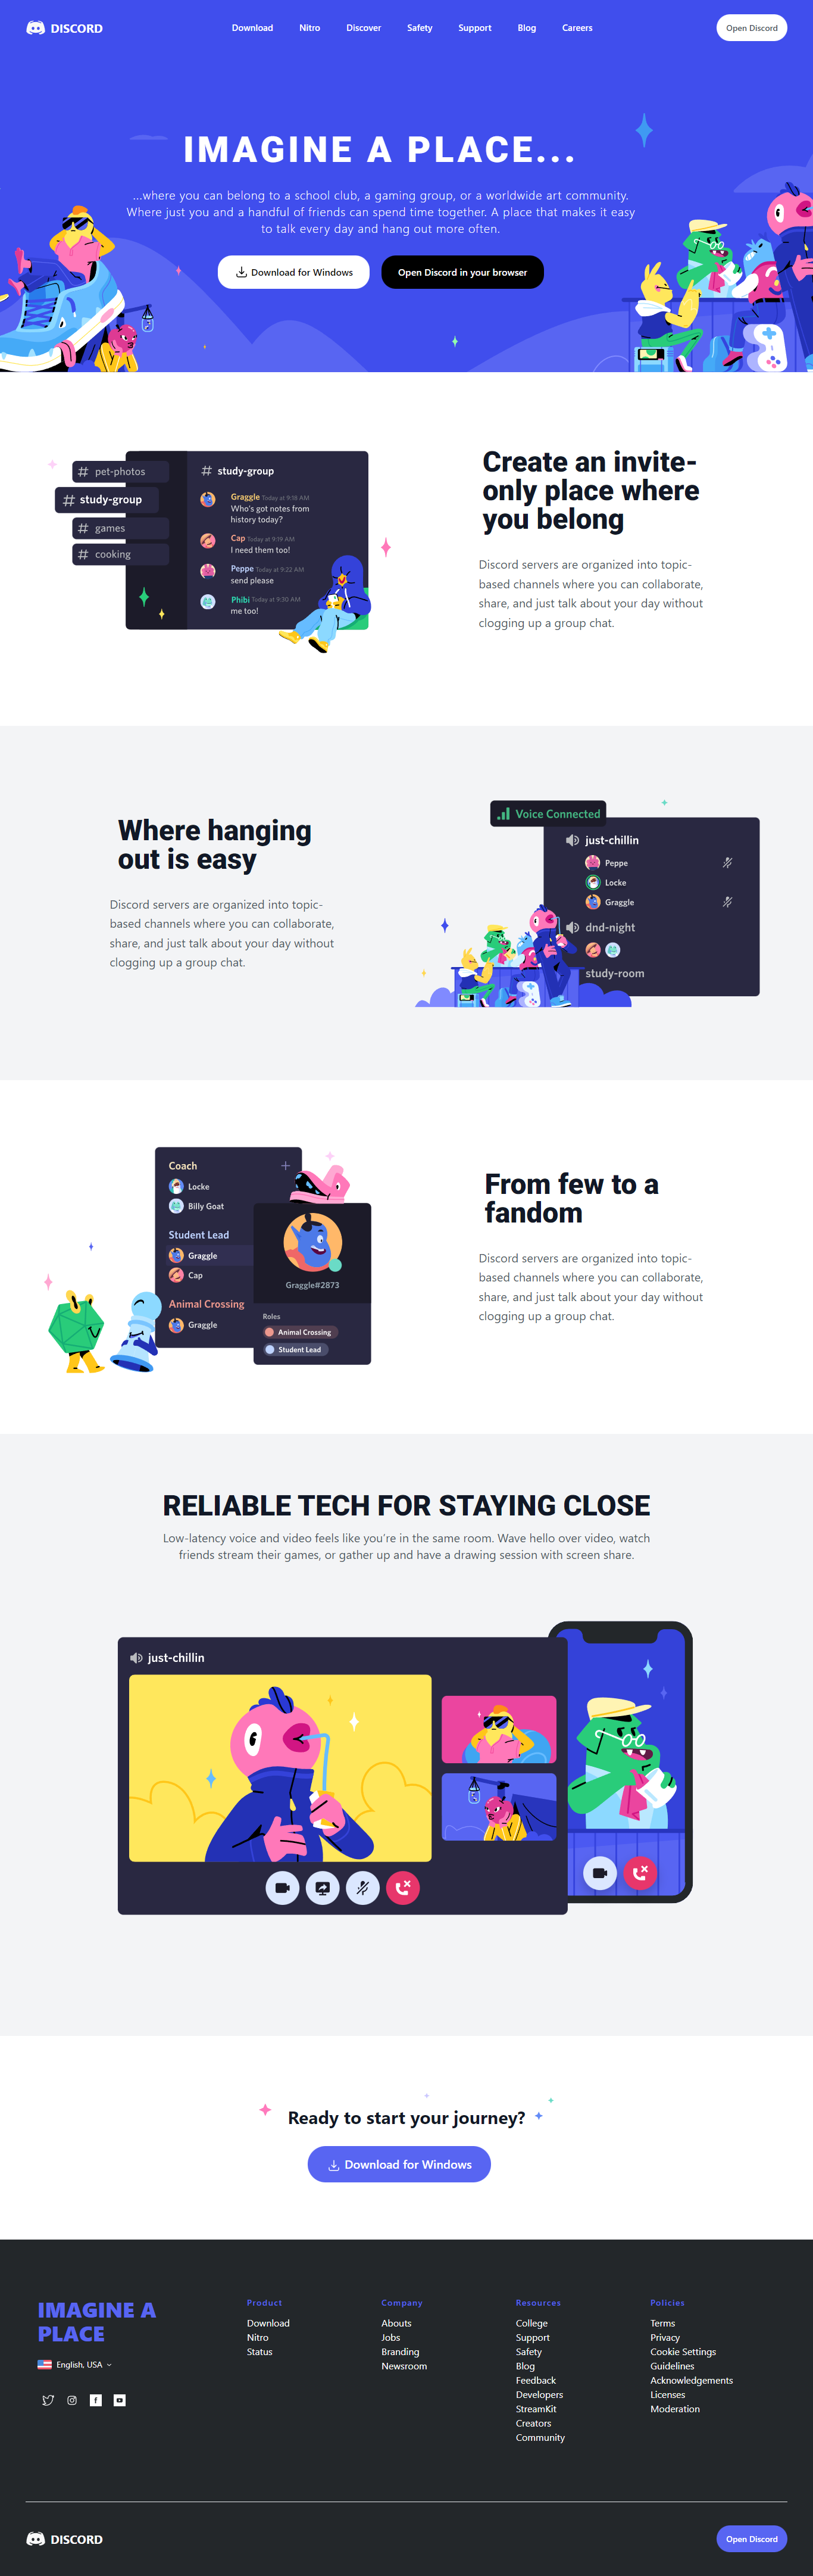 DISCORD
Download Nitro Discover Safety Support Blog Careers
Open Discord
IMAGINE A PLACE...
...where you can belong to a school club, a gaming group, or a worldwide art community.
Where just you and a handful of friends can spend time together. A place that makes it easy
to talk every day and hang out more often.
Download for Windows
Open Discord in your browser
# pet-photos
# study-group
# games
# cooking
# study-group
Graggle Today at 9:18 AM
Who's got notes from
history today?
Cap Today at 9:19 AM
I need them too!
Peppe Today at 9:22 AM
send please
Phibi Today at 9:30 AM
me too!
Create an invite-
only place where
you belong
Discord servers are organized into topic-
based channels where you can collaborate,
share, and just talk about your day without
clogging up a group chat.
Where hanging
out is easy
Discord servers are organized into topic-
based channels where you can collaborate,
share, and just talk about your day without
clogging up a group chat.
Voice Connected
just-chillin
Peppe
Locke
Graggle
dnd-night
study-room
Coach
Locke
Billy Goat
Student Lead
Graggle
Cap
Animal Crossing
Graggle
Graggle#2873
Roles
Animal Crossing
Student Lead
From few to a
fandom
Discord servers are organized into topic-
based channels where you can collaborate,
share, and just talk about your day without
clogging up a group chat.
RELIABLE TECH FOR STAYING CLOSE
Low-latency voice and video feels like you're in the same room. Wave hello over video, watch
friends stream their games, or gather up and have a drawing session with screen share.
just-chillin
Ready to start your journey?
Download for Windows
IMAGINE A
PLACE
English, USA
Product
Download
Nitro
Status
Company
Abouts
Jobs
Branding
Newsroom
Resources
College
Support
Safety
Blog
Feedback
Developers
StreamKit
Creators
Community
Policies
Terms
Privacy
Cookie Settings
Guidelines
Acknowledgements
Licenses
Moderation
DISCORD
Open Discord